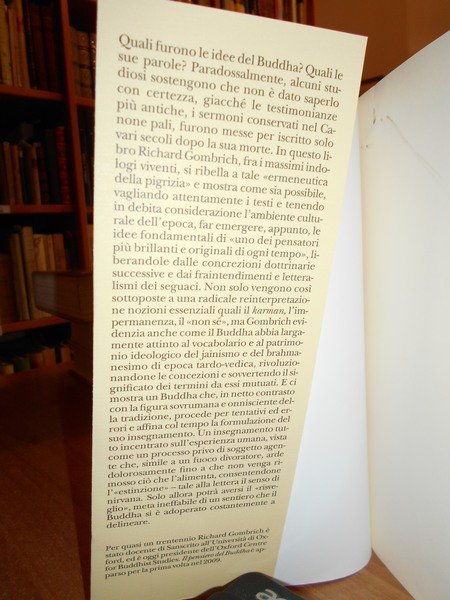 Quali furono le idee del Buddha? Quali le
sue parole? Paradossalmente, alcuni stu-
diosi sostengono che non è dato saperlo
con certezza, giacché le testimonianze
più antiche, i sermoni conservati nel Ca-
none pali, furono messe per iscritto solo
vari secoli dopo la sua morte. In questo li-
bro Richard Gombrich, fra i massimi indo-
logi viventi, si ribella a tale «ermeneutica
della pigrizia» e mostra come sia possibile,
vagliando attentamente i testi e tenendo
in debita considerazione l'ambiente cultu-
rale dell'epoca, far emergere, appunto, le
idee fondamentali di «uno dei pensatori
più brillanti e originali di ogni tempo», li-
berandole dalle concrezioni dottrinarie
successive e dai fraintendimenti e lettera-
lismi dei seguaci. Non solo vengono così
sottoposte a una radicale reinterpretazio-
ne nozioni essenziali quali il karman, l'im-
permanenza, il «non sé», ma Gombrich evi-
denzia anche come il Buddha abbia larga-
mente attinto al vocabolario e al patrimo-
nio ideologico del jainismo e del brahma-
nesimo di epoca tardo-vedica, rivoluzio-
nandone le concezioni e sovvertendo il si-
gnificato dei termini da essi mutuati. E ci
mostra un Buddha che, in netto contrasto
con la figura sovrumana e onnisciente del-
la tradizione, procede per tentativi ed er-
rori e affina col tempo la formulazione del
suo insegnamento. Un insegnamento tut-
to incentrato sull'esperienza umana, vista
come un processo privo di soggetto agen-
te che, simile a un fuoco divoratore, arde
dolorosamente fino a che non venga ri-
mosso ciò che l'alimenta, consentendone
l'«estinzione» – tale alla lettera il senso di
nirvana. Solo allora potrà aversi il «risve-
glio», meta ineffabile di un sentiero che il
Buddha si è adoperato costantemente a
delineare.
Per quasi un trentennio Richard Gombrich è
stato docente di Sanscrito all'Università di Ox-
ford, ed è oggi presidente dell'Oxford Centre
for Buddhist Studies. Il pensiero del Buddha è ap-
parso per la prima volta nel 2009.